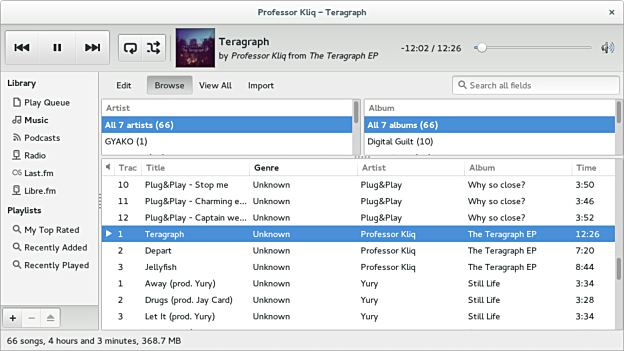 Professor Kliq – Teragraph
Teragraph
by Professor Kliq from The Teragraph EP
-12:02 / 12:26
Library
Play Queue
Music
Podcasts
Radio
Last.fm
Libre.fm
Playlists
My Top Rated
Recently Added
Recently Played
Edit Browse View All Import
Search all fields
Artist
All 7 artists (66)
GYAKO (1)
Album
All 7 albums (66)
Digital Guilt (10)
Trac Title Genre Artist Album Time
10 Plug&Play - Stop me Unknown Plug&Play Why so close? 3:50
11 Plug&Play - Charming e... Unknown Plug&Play Why so close? 3:46
12 Plug&Play - Captain we... Unknown Plug&Play Why so close? 3:52
1 Teragraph Unknown Professor Kliq The Teragraph EP 12:26
2 Depart Unknown Professor Kliq The Teragraph EP 7:20
3 Jellyfish Unknown Professor Kliq The Teragraph EP 8:44
1 Away (prod. Yury) Unknown Yury Still Life 3:34
2 Drugs (prod. Jay Card) Unknown Yury Still Life 3:28
3 Let It (prod. Yury) Unknown Yury Still Life 3:34
66 songs, 4 hours and 3 minutes, 368.7 MB